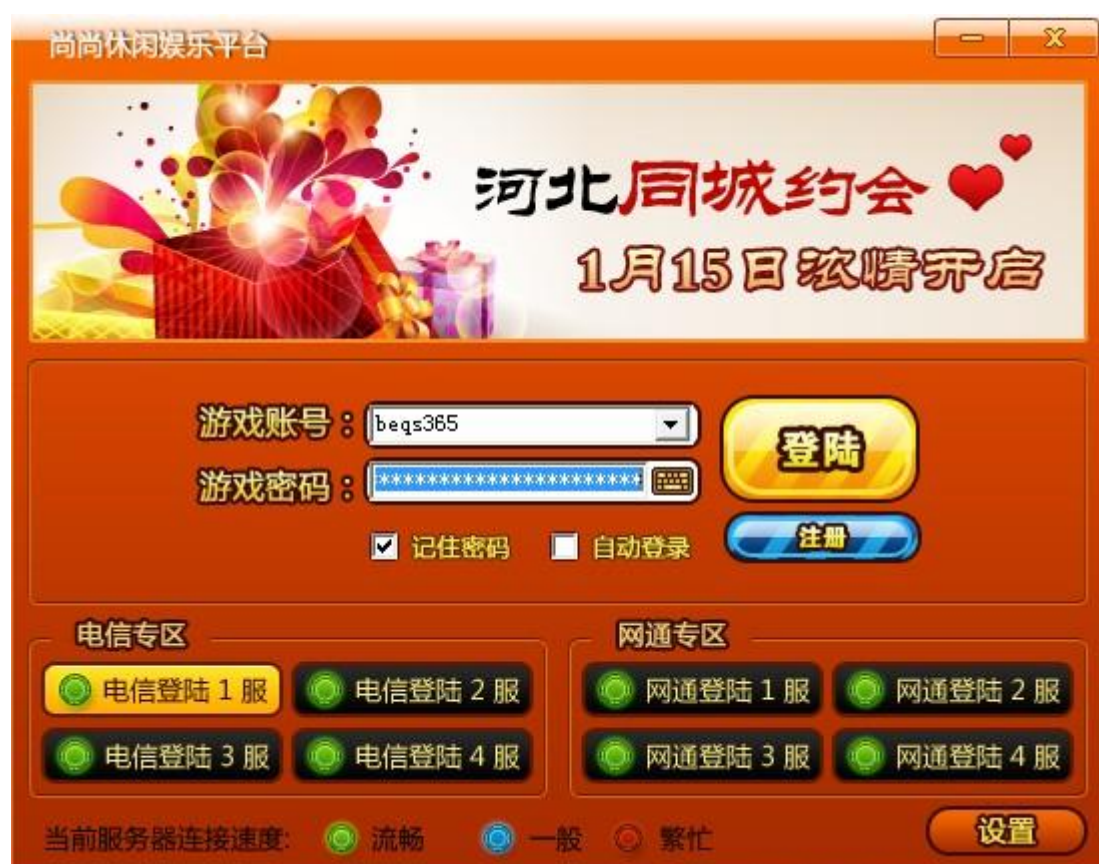 尚尚休闲娱乐平台
河北同城约会
1月15日浓情开启
游戏账号：beqs365
登陆
游戏密码：**********************
记住密码 自动登录 注册
电信专区 网通专区
电信登陆 1 服 电信登陆 2 服 网通登陆 1 服 网通登陆 2 服
电信登陆 3 服 电信登陆 4 服 网通登陆 3 服 网通登陆 4 服
当前服务器连接速度: 流畅 一般 繁忙 设置